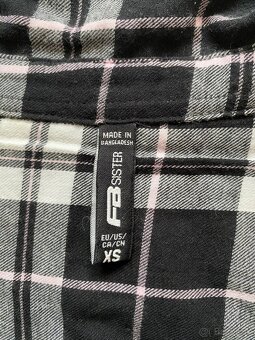 MADE IN
BANGLADESH
FB SISTER
EU/US/
CA/CN
XS